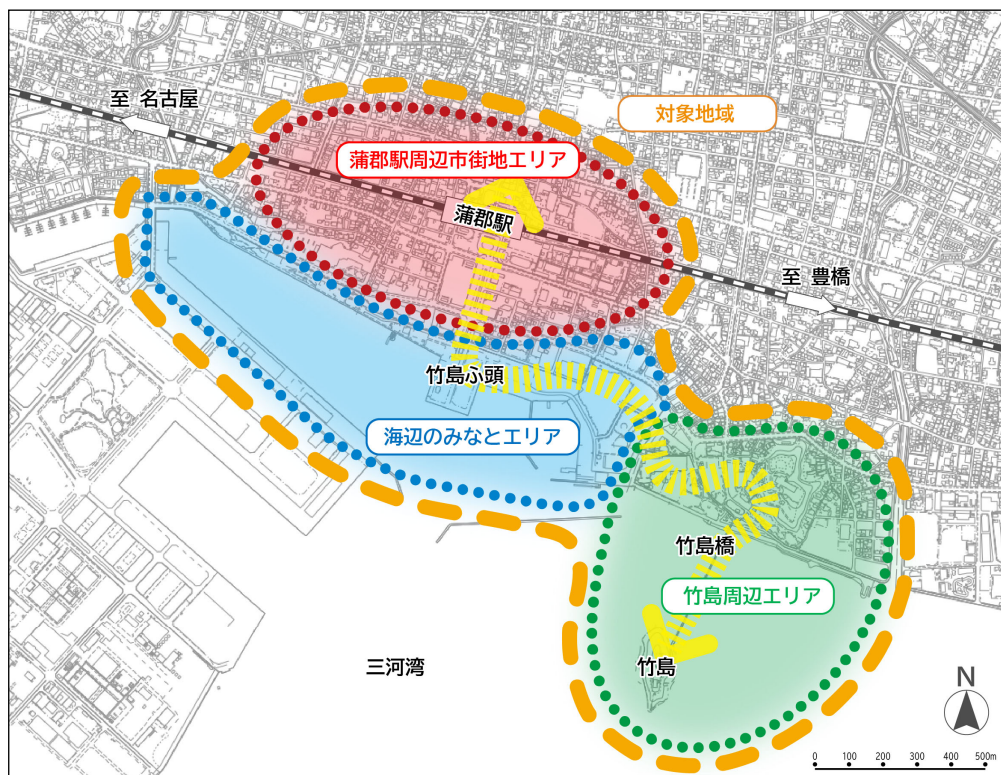 至 名古屋
対象地域
蒲郡駅周辺市街地エリア
蒲郡駅
至 豊橋
竹島ふ頭
海辺のみなとエリア
竹島橋
竹島周辺エリア
三河湾
竹島
N
0 100 200 300 400 500m